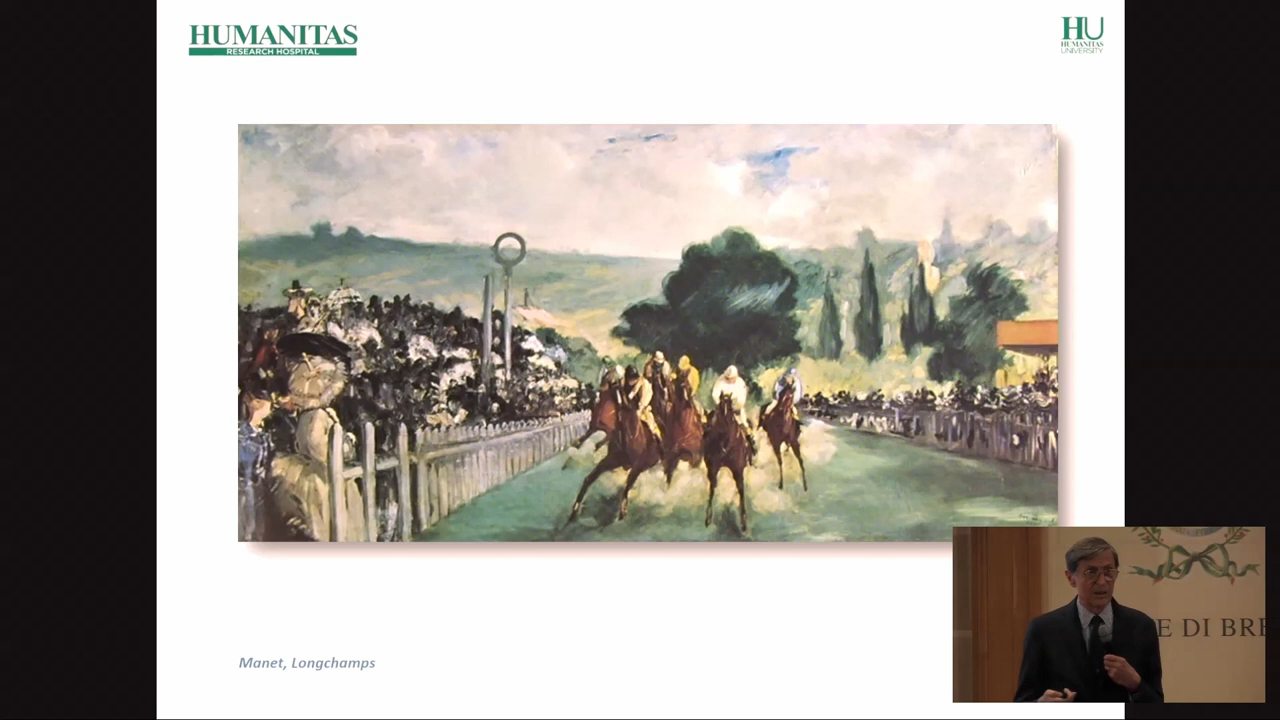 HUMANITAS
RESEARCH HOSPITAL
HU
HUMANITAS
UNIVERSITY
Manet, Longchamps
E DI BRE